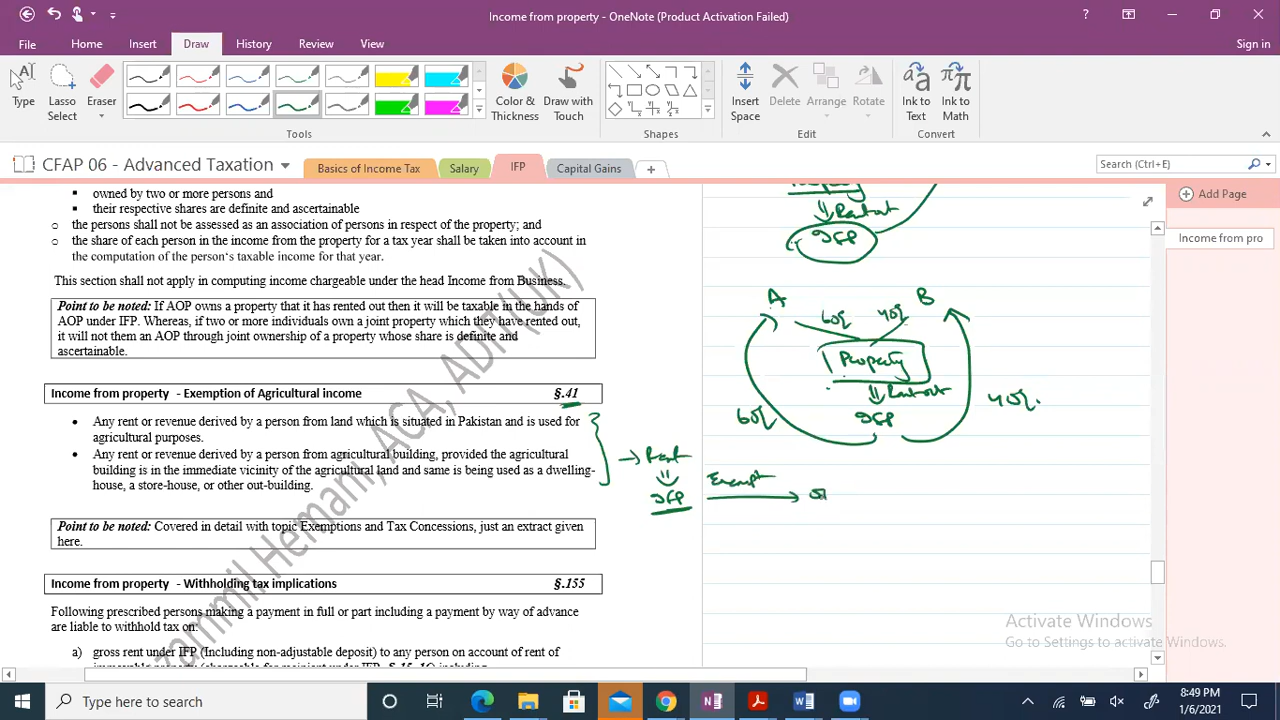 Income from property - OneNote (Product Activation Failed)
File Home Insert Draw History Review View
Sign in
Type
Lasso Select
Eraser
Color & Thickness
Draw with Touch
Insert Space
Delete
Arrange
Rotate
Ink to Text
Ink to Math
Tools Shapes Edit Convert
CFAP 06 - Advanced Taxation
Basics of Income Tax Salary IFP Capital Gains
Search (Ctrl+E)
Add Page
Income from pro
▪ owned by two or more persons and
▪ their respective shares are definite and ascertainable
o the persons shall not be assessed as an association of persons in respect of the property; and
o the share of each person in the income from the property for a tax year shall be taken into account in
the computation of the person's taxable income for that year.
This section shall not apply in computing income chargeable under the head Income from Business.
Point to be noted: If AOP owns a property that it has rented out then it will be taxable in the hands of
AOP under IFP. Whereas, if two or more individuals own a joint property which they have rented out,
it will not them an AOP through joint ownership of a property whose share is definite and
ascertainable.
Income from property - Exemption of Agricultural income §.41
• Any rent or revenue derived by a person from land which is situated in Pakistan and is used for
agricultural purposes.
• Any rent or revenue derived by a person from agricultural building, provided the agricultural
building is in the immediate vicinity of the agricultural land and same is being used as a dwelling-
house, a store-house, or other out-building.
Point to be noted: Covered in detail with topic Exemptions and Tax Concessions, just an extract given
here.
Income from property - Withholding tax implications §.155
Following prescribed persons making a payment in full or part including a payment by way of advance
are liable to withhold tax on:
a) gross rent under IFP (Including non-adjustable deposit) to any person on account of rent of
zammil Hemani, ACA, ADIT(UK)
Rentout
IFP
A B
60% 40%
Property
Rentout
60% IFP 40%
Rent
IFP
Exempt
Activate Windows
Go to Settings to activate Windows.
Type here to search
8:49 PM
1/6/2021